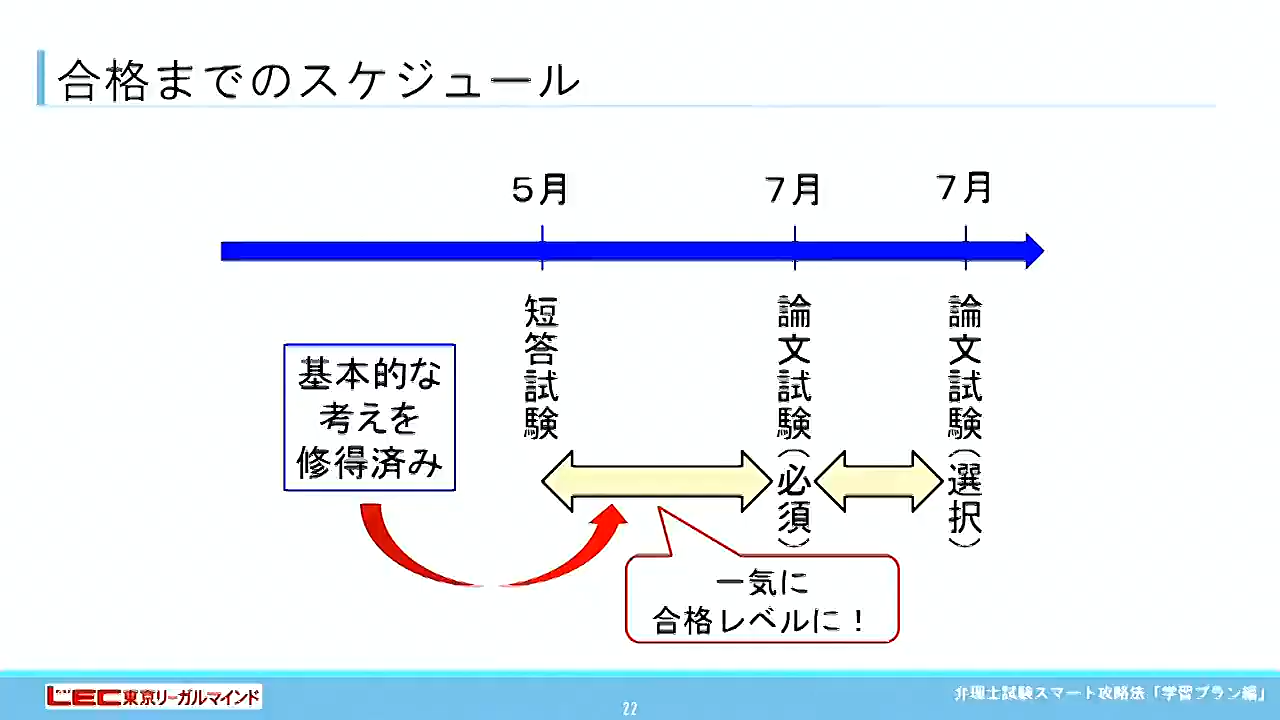 合格までのスケジュール
５月
７月
７月
短答試験
論文試験（必須）
論文試験（選択）
基本的な
考えを
修得済み
一気に
合格レベルに！
LEC東京リーガルマインド
22
弁理士試験スマート攻略法「学習プラン編」